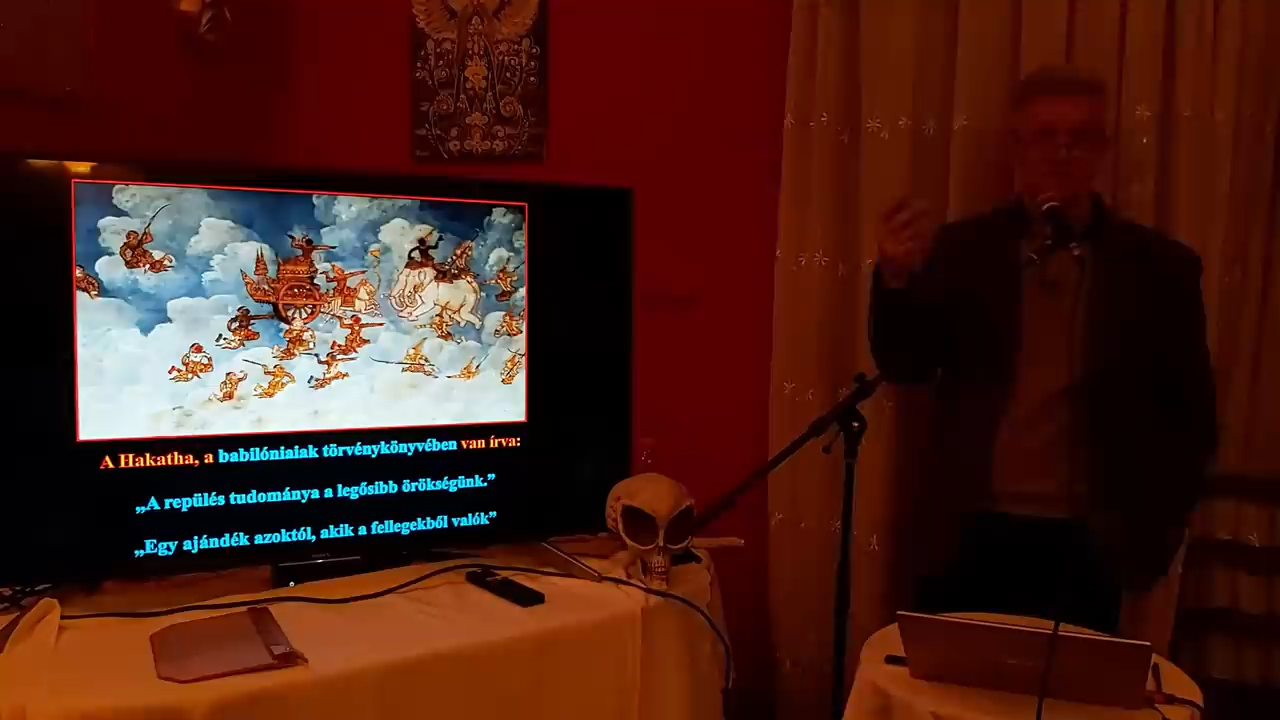 A Hakatha, a babilóniaiak törvénykönyvében van írva:
„A repülés tudománya a legősibb örökségünk.”
„Egy ajándék azoktól, akik a fellegekből valók”